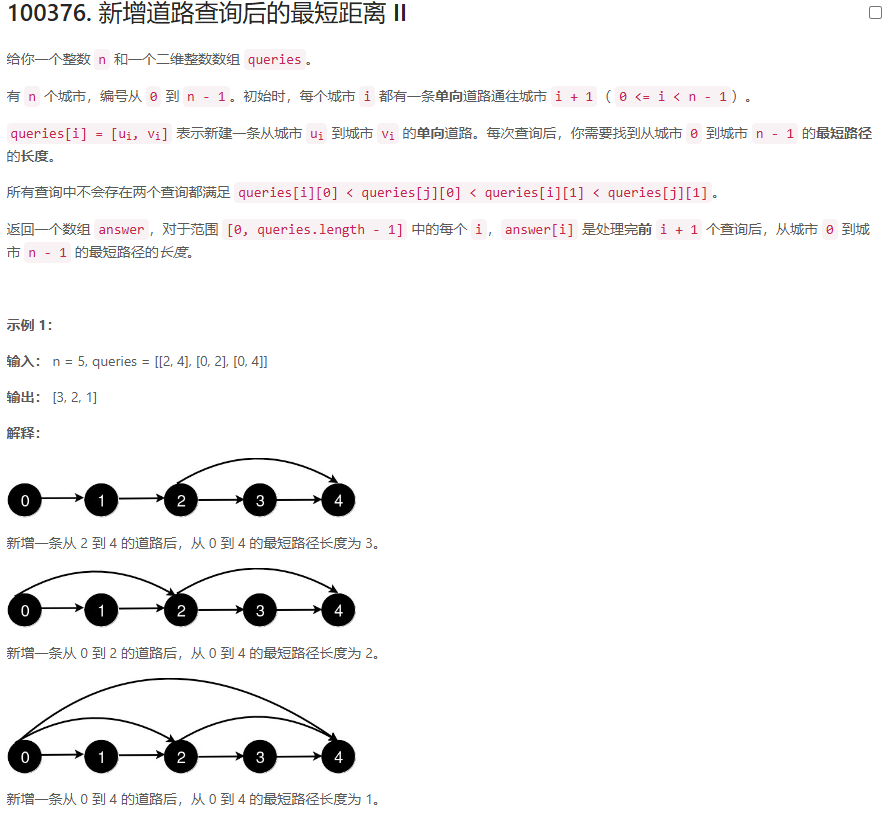 100376. 新增道路查询后的最短距离 II
给你一个整数 n 和一个二维整数数组 queries。
有 n 个城市，编号从 0 到 n - 1。初始时，每个城市 i 都有一条单向道路通往城市 i + 1（ 0 <= i < n - 1）。
queries[i] = [ui, vi] 表示新建一条从城市 ui 到城市 vi 的单向道路。每次查询后，你需要找到从城市 0 到城市 n - 1 的最短路径
的长度。
所有查询中不会存在两个查询都满足 queries[i][0] < queries[j][0] < queries[i][1] < queries[j][1]。
返回一个数组 answer，对于范围 [0, queries.length - 1] 中的每个 i，answer[i] 是处理完前 i + 1 个查询后，从城市 0 到城
市 n - 1 的最短路径的长度。
示例 1：
输入： n = 5, queries = [[2, 4], [0, 2], [0, 4]]
输出： [3, 2, 1]
解释：
0 1 2 3 4
新增一条从 2 到 4 的道路后，从 0 到 4 的最短路径长度为 3。
0 1 2 3 4
新增一条从 0 到 2 的道路后，从 0 到 4 的最短路径长度为 2。
0 1 2 3 4
新增一条从 0 到 4 的道路后，从 0 到 4 的最短路径长度为 1。